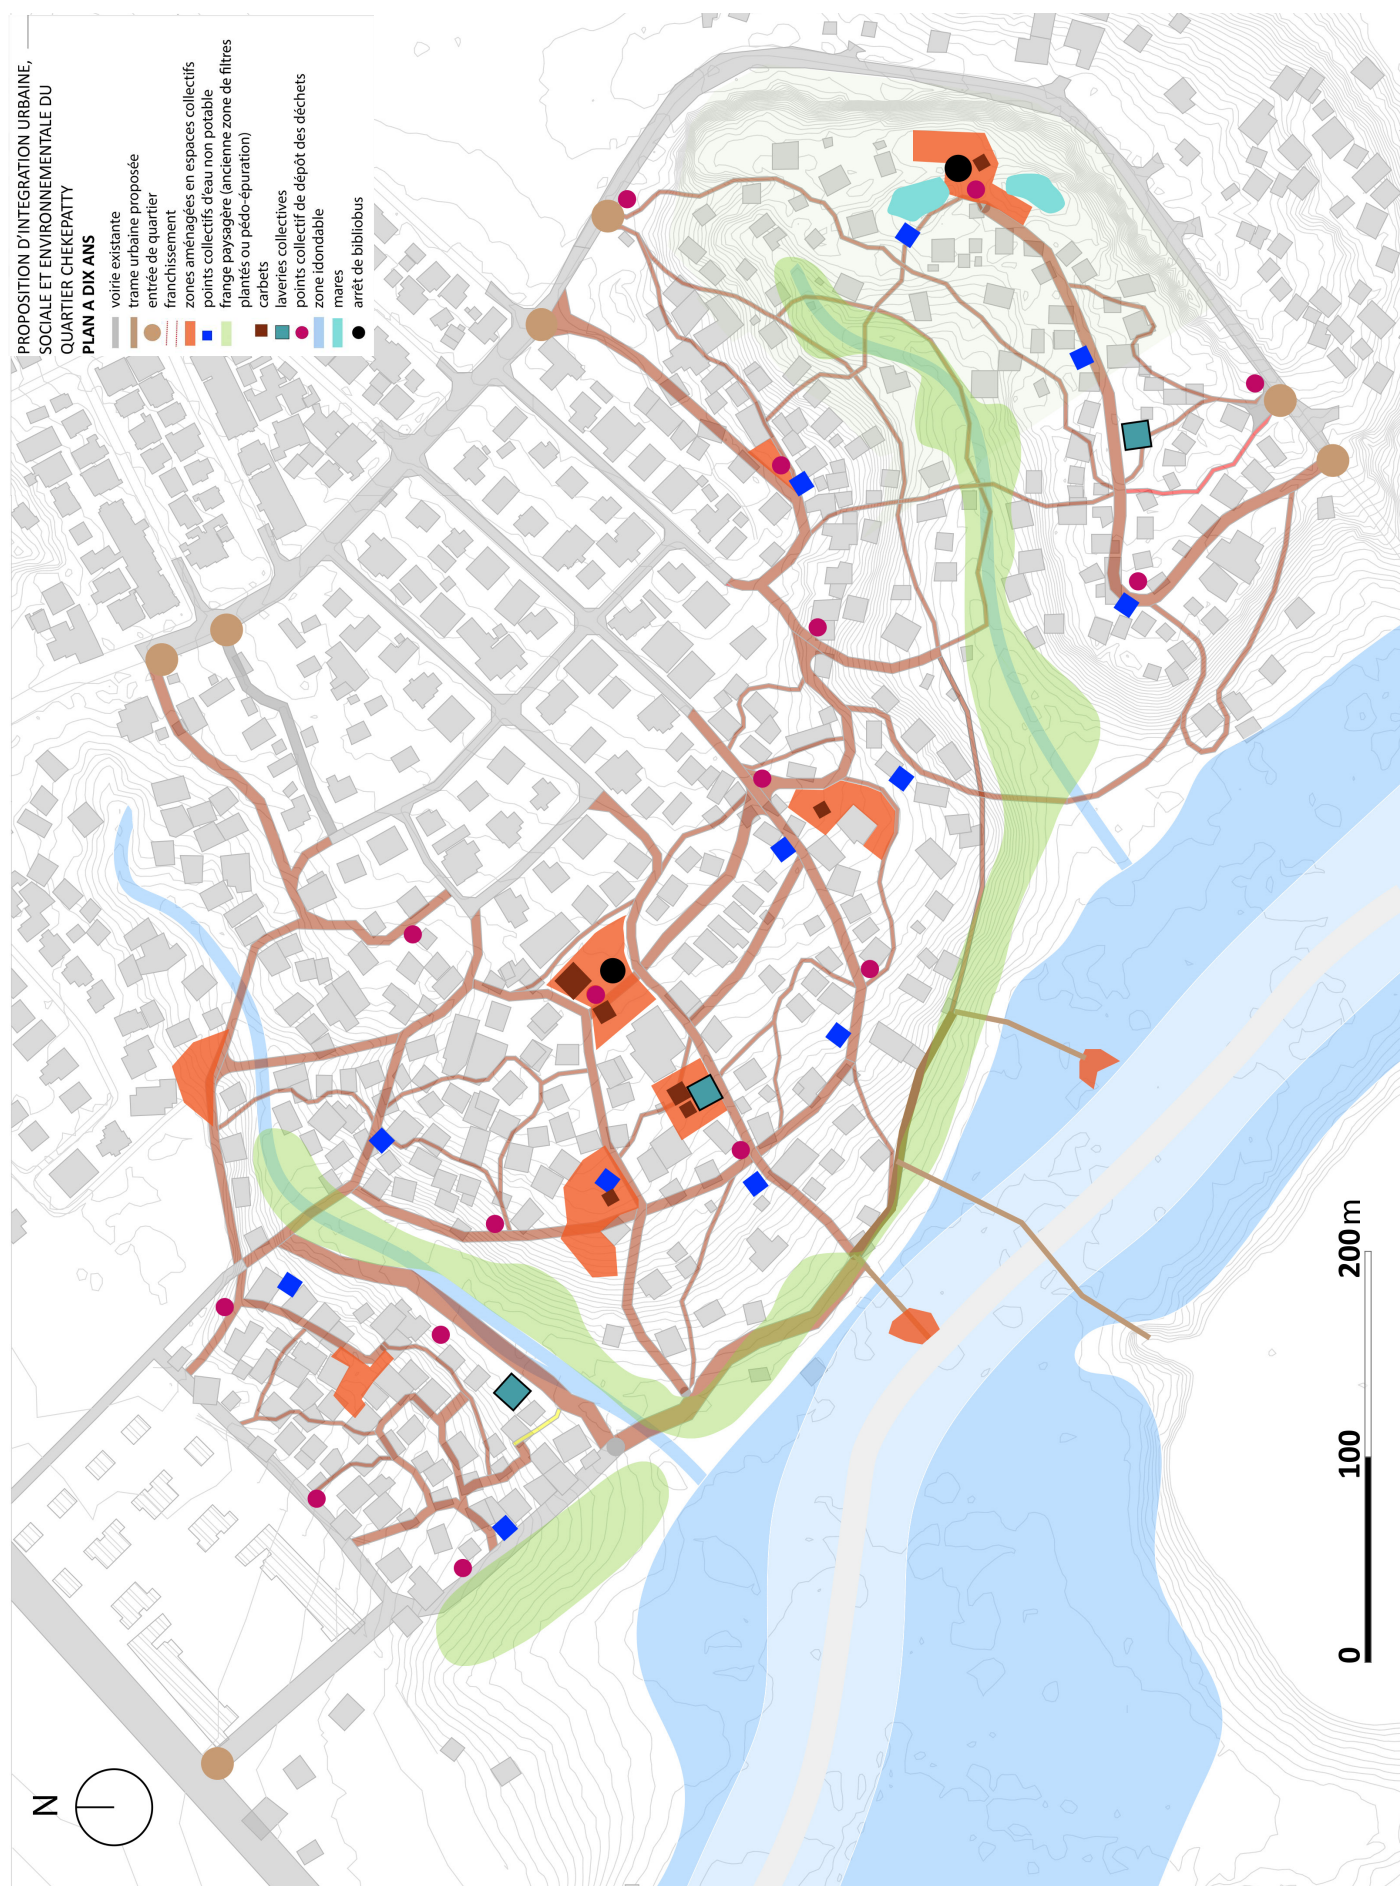 PROPOSITION D'INTEGRATION URBAINE,
SOCIALE ET ENVIRONNEMENTALE DU
QUARTIER CHEKEPATTY
PLAN A DIX ANS
voirie existante
trame urbaine proposée
entrée de quartier
franchissement
zones aménagées en espaces collectifs
points collectifs d'eau non potable
frange paysagère (ancienne zone de filtres
plantés ou pédo-épuration)
carbets
laveries collectives
points collectif de dépôt des déchets
zone idondable
mares
arrêt de bibliobus
N
0 100 200 m